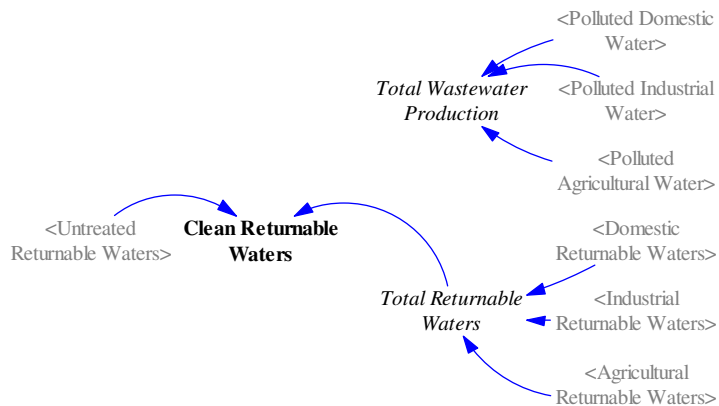 <Polluted Domestic
Water>
Total Wastewater
Production
<Polluted Industrial
Water>
<Polluted
Agricultural Water>
<Untreated
Returnable Waters>
Clean Returnable
Waters
<Domestic
Returnable Waters>
Total Returnable
Waters
<Industrial
Returnable Waters>
<Agricultural
Returnable Waters>